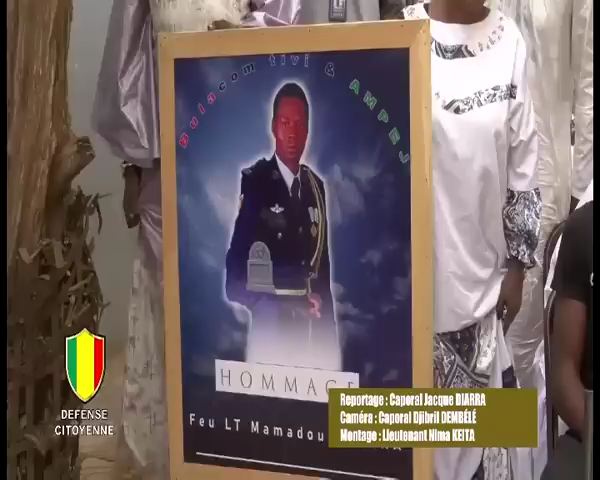 Bulacom tivi & AMPEJ
HOMMAGE
Feu LT Mamadou
Reportage : Caporal Jacque DIARRA
Caméra : Caporal Djibril DEMBÉLÉ
Montage : Lieutenant Nima KEITA
DEFENSE
CITOYENNE